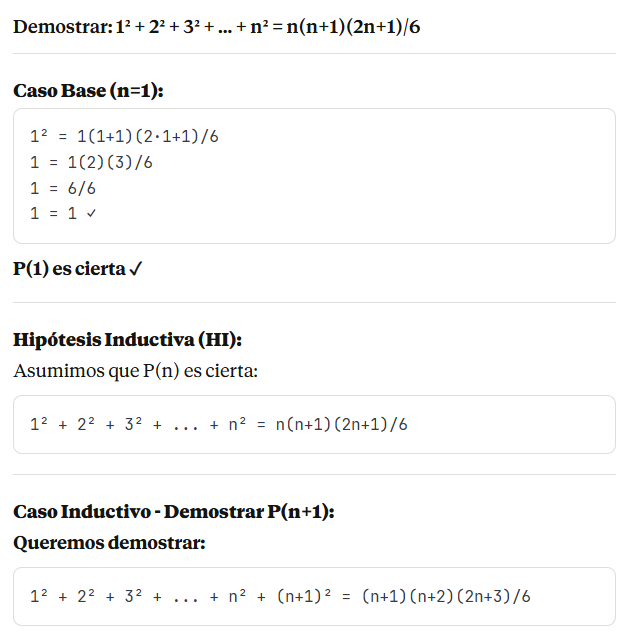 Demostrar: 1² + 2² + 3² + ... + n² = n(n+1)(2n+1)/6
Caso Base (n=1):
1² = 1(1+1)(2·1+1)/6
1 = 1(2)(3)/6
1 = 6/6
1 = 1 ✓
P(1) es cierta ✓
Hipótesis Inductiva (HI):
Asumimos que P(n) es cierta:
1² + 2² + 3² + ... + n² = n(n+1)(2n+1)/6
Caso Inductivo - Demostrar P(n+1):
Queremos demostrar:
1² + 2² + 3² + ... + n² + (n+1)² = (n+1)(n+2)(2n+3)/6